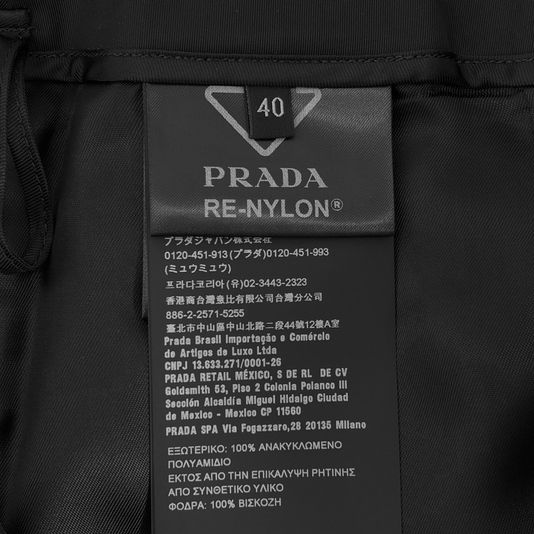 40
PRADA
RE-NYLON®
プラダジャパン株式会社
0120-451-913(プラダ)0120-451-993
(ミュウミュウ)
프라다코리아 (유)02-3443-2323
香港商台灣意比有限公司台灣分公司
886-2-2571-5255
臺北市中山區中山北路二段44號12樓A室
Prada Brasil Importação e Comércio
de Artigos de Luxo Ltda
CNPJ 13.633.271/0001-26
PRADA RETAIL MÉXICO, S DE RL DE CV
Goldsmith 53, Piso 2 Colonia Polanco III
Sección Alcaldía Miguel Hidalgo Ciudad
de Mexico - Mexico CP 11560
PRADA SPA Via Fogazzaro,28 20135 Milano
ΕΞΩΤΕΡΙΚΟ: 100% ΑΝΑΚΥΚΛΩΜΕΝΟ
ΠΟΛΥΑΜΙΔΙΟ
ΕΚΤΟΣ ΑΠΟ ΤΗΝ ΕΠΙΚΑΛΥΨΗ ΡΗΤΙΝΗΣ
ΑΠΟ ΣΥΝΘΕΤΙΚΟ ΥΛΙΚΟ
ΦΟΔΡΑ: 100% ΒΙΣΚΟΖΗ